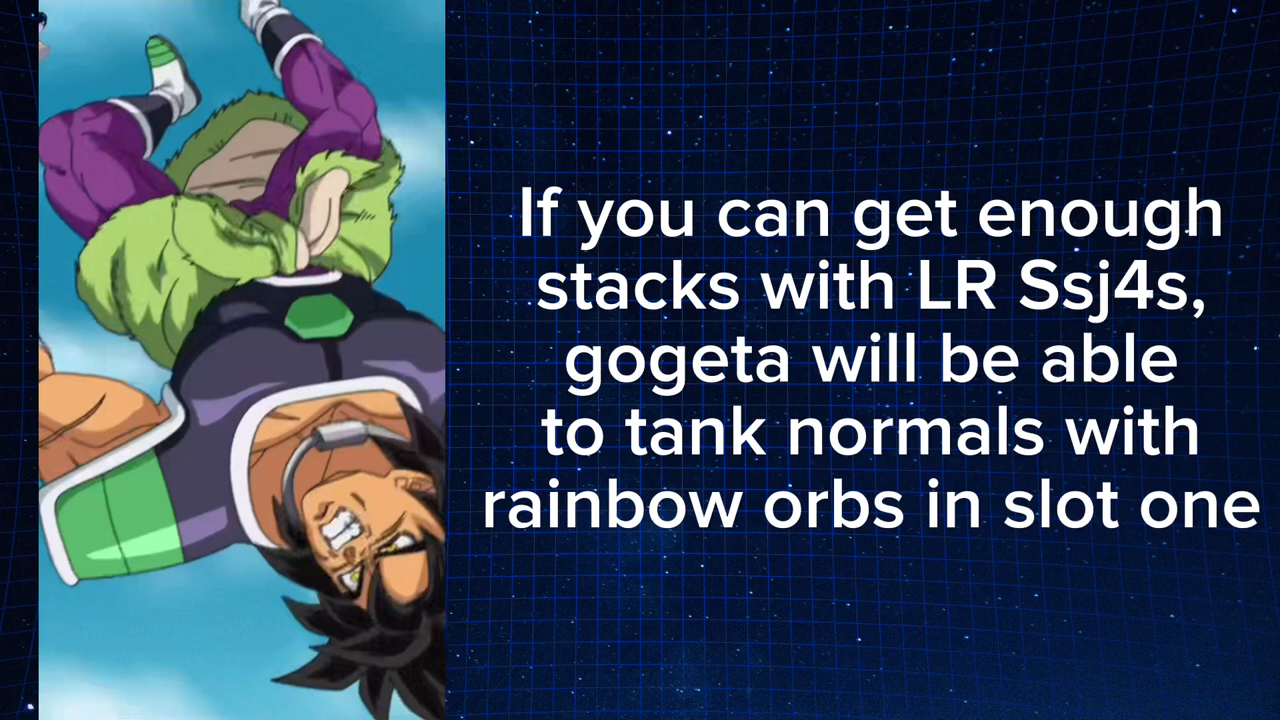 If you can get enough
stacks with LR Ssj4s,
gogeta will be able
to tank normals with
rainbow orbs in slot one